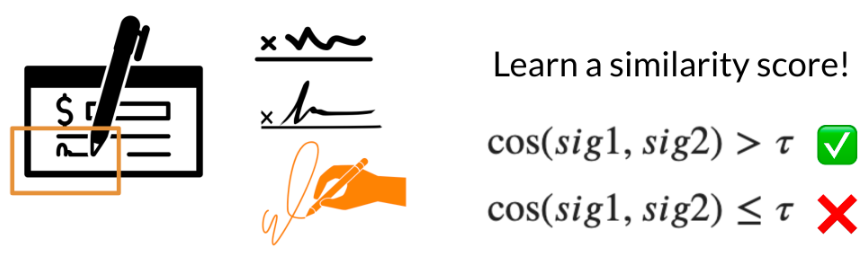 $
×
×
Learn a similarity score!
cos(sig1, sig2) > τ ✅
cos(sig1, sig2) ≤ τ ❌